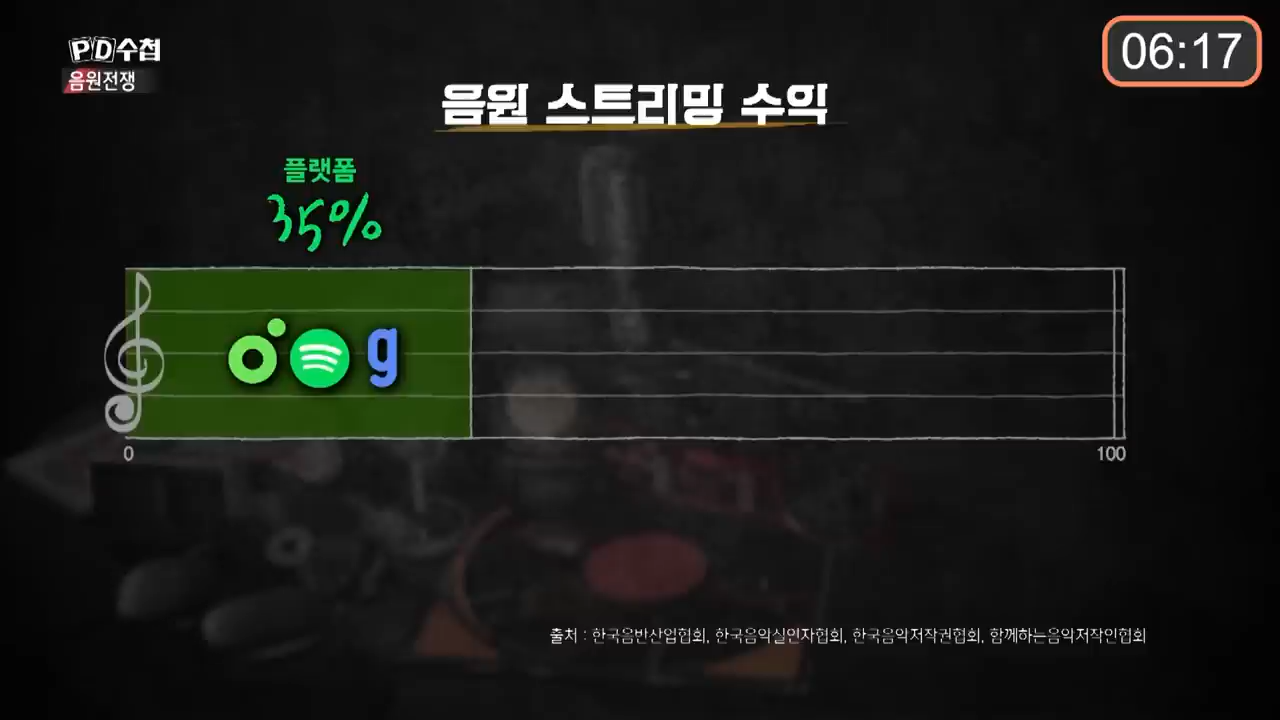 PD수첩
음원전쟁
06:17
음원 스트리밍 수익
플랫폼
35%
g
0
100
출처 : 한국음반산업협회, 한국음악실연자협회, 한국음악저작권협회, 함께하는음악저작인협회